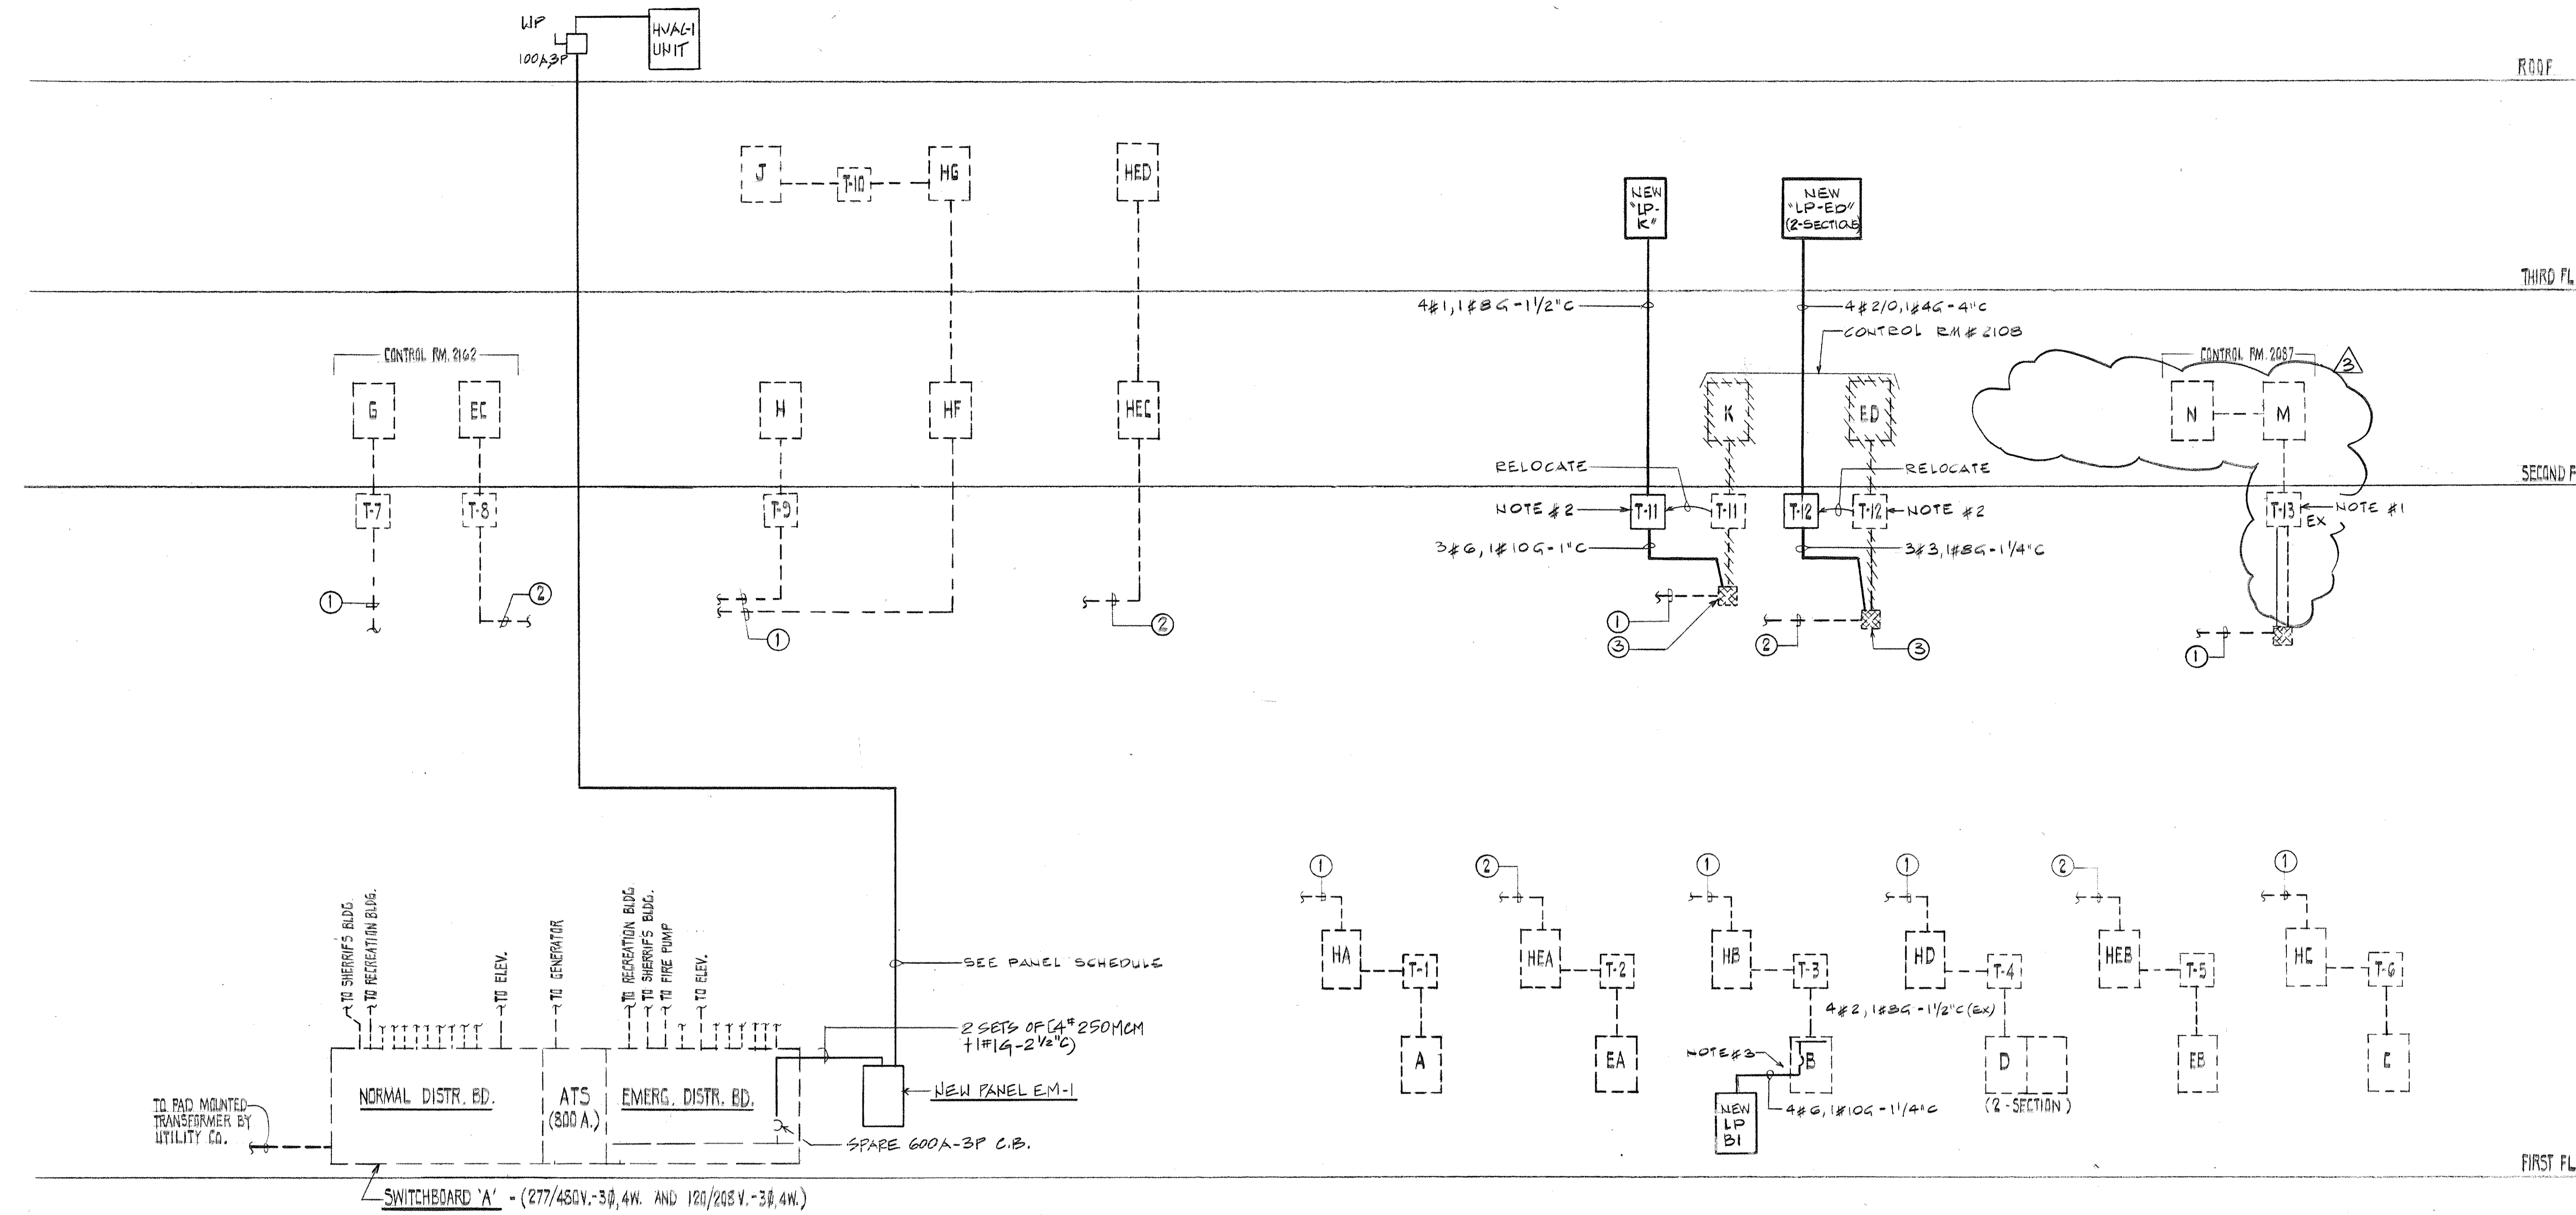 WP
100A,3P
HVAC-1
UNIT
ROOF
J
T-10
HG
HED
NEW
"LP-
K"
NEW
"LP-ED"
(2-SECTIONS)
THIRD FL
4#1, 1#8G-1 1/2"C
4#2/0, 1#4G-4"C
CONTROL RM# 2108
CONTROL RM. 2162
G
EC
H
HF
HEC
K
ED
CONTROL RM. 2087
3
N
M
RELOCATE
RELOCATE
SECOND F
T-7
T-8
T-9
NOTE #2
T-11
T-11
T-12
T-12
NOTE #2
T-13
EX
NOTE #1
3#6, 1#10G-1"C
3#3, 1#8G-1 1/4"C
1
2
1
2
1
3
2
3
1
1
2
1
1
2
1
TO SHERRIFS BLDG.
TO RECREATION BLDG.
TO ELEV.
TO GENERATOR
TO RECREATION BLDG.
TO SHERRIFS BLDG.
TO FIRE PUMP
TO ELEV.
SEE PANEL SCHEDULE
HA
T-1
HEA
T-2
HB
T-3
HD
T-4
HEB
T-5
HC
T-6
4#2, 1#8G-1 1/2"C (EX)
2 SETS OF (4#250MCM
+1#1G-2 1/2"C)
NEW PANEL EM-1
NORMAL DISTR. BD.
ATS
(800 A.)
EMERG. DISTR. BD.
A
EA
NOTE #3
B
D
EB
C
TO PAD MOUNTED
TRANSFORMER BY
UTILITY CO.
SPARE 600A-3P C.B.
NEW
LP
B1
4#6, 1#10G-1 1/4"C
(2-SECTION)
FIRST FL
SWITCHBOARD 'A' - (277/480V.-3Ø, 4W. AND 120/208V.-3Ø, 4W.)